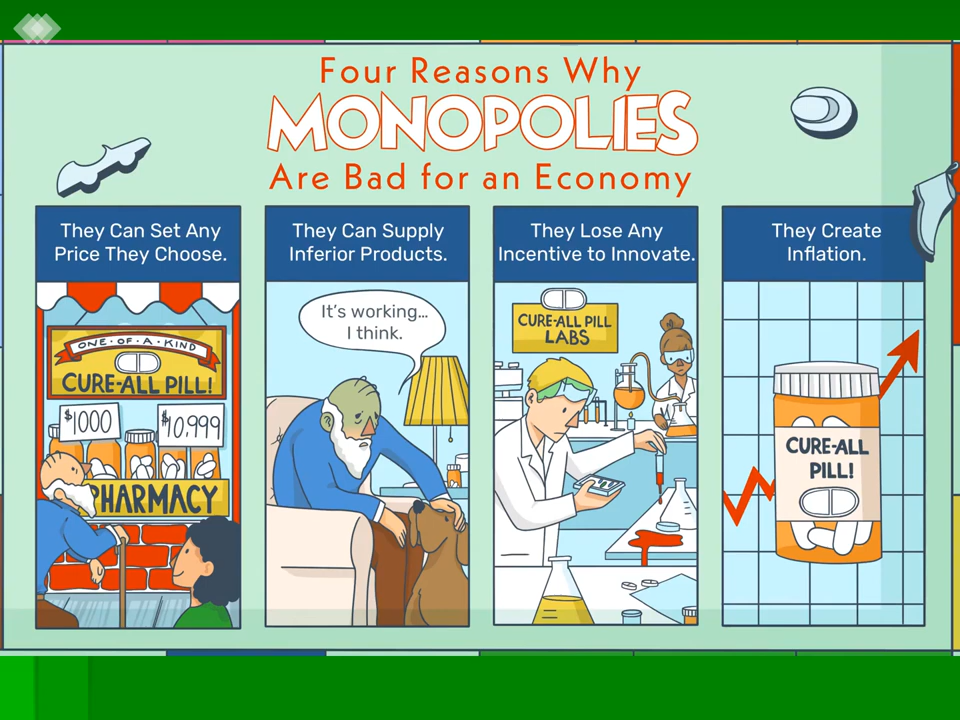 Four Reasons Why
MONOPOLIES
Are Bad for an Economy
They Can Set Any
Price They Choose.
ONE·OF·A·KIND
CURE-ALL PILL!
$1000
$10,999
PHARMACY
They Can Supply
Inferior Products.
It's working…
I think.
They Lose Any
Incentive to Innovate.
CURE-ALL PILL
LABS
They Create
Inflation.
CURE-ALL
PILL!